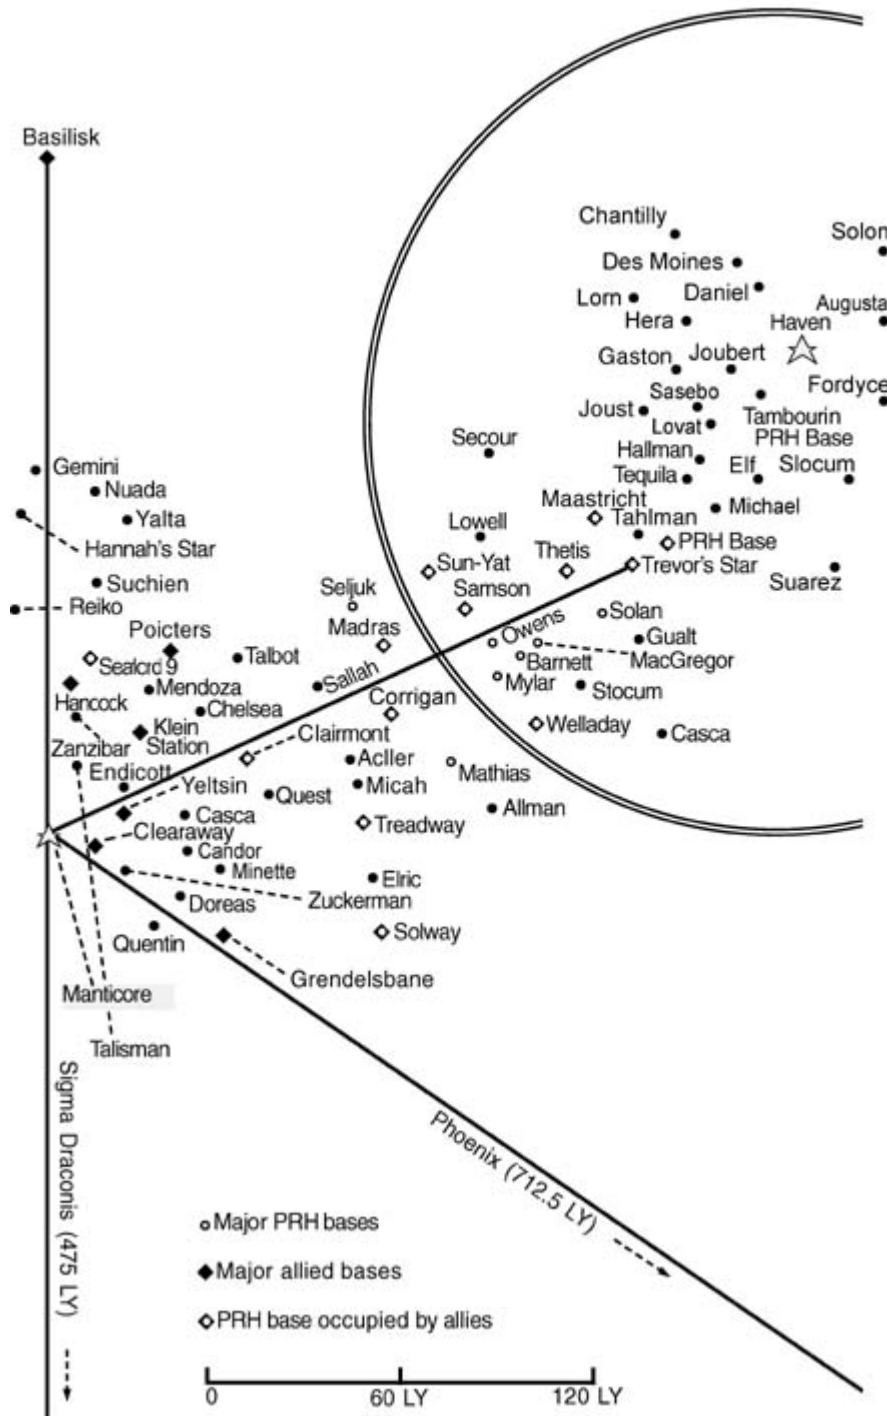 Basilisk
Chantilly
Solon
Des Moines
Lorn
Daniel
Augusta
Hera
Haven
Gaston
Joubert
Sasebo
Fordyce
Joust
Lovat
Tambourin
PRH Base
Secour
Hallman
Gemini
Tequila
Elf
Slocum
Nuada
Maastricht
Michael
Yalta
Lowell
Tahlman
Hannah's Star
Sun-Yat
Thetis
PRH Base
Trevor's Star
Suchien
Seljuk
Samson
Suarez
Reiko
Solan
Poicters
Madras
Owens
Gualt
Sealcrd 9
Talbot
Barnett
MacGregor
Mendoza
Sallah
Mylar
Stocum
Hancock
Chelsea
Corrigan
Klein
Station
Clairmont
Welladay
Casca
Zanzibar
Acller
Mathias
Endicott
Yeltsin
Quest
Micah
Allman
Casca
Clearaway
Treadway
Candor
Minette
Elric
Doreas
Zuckerman
Quentin
Solway
Grendelsbane
Manticore
Talisman
Sigma Draconis (475 LY)
Phoenix (712.5 LY)
Major PRH bases
Major allied bases
PRH base occupied by allies
0 60 LY 120 LY